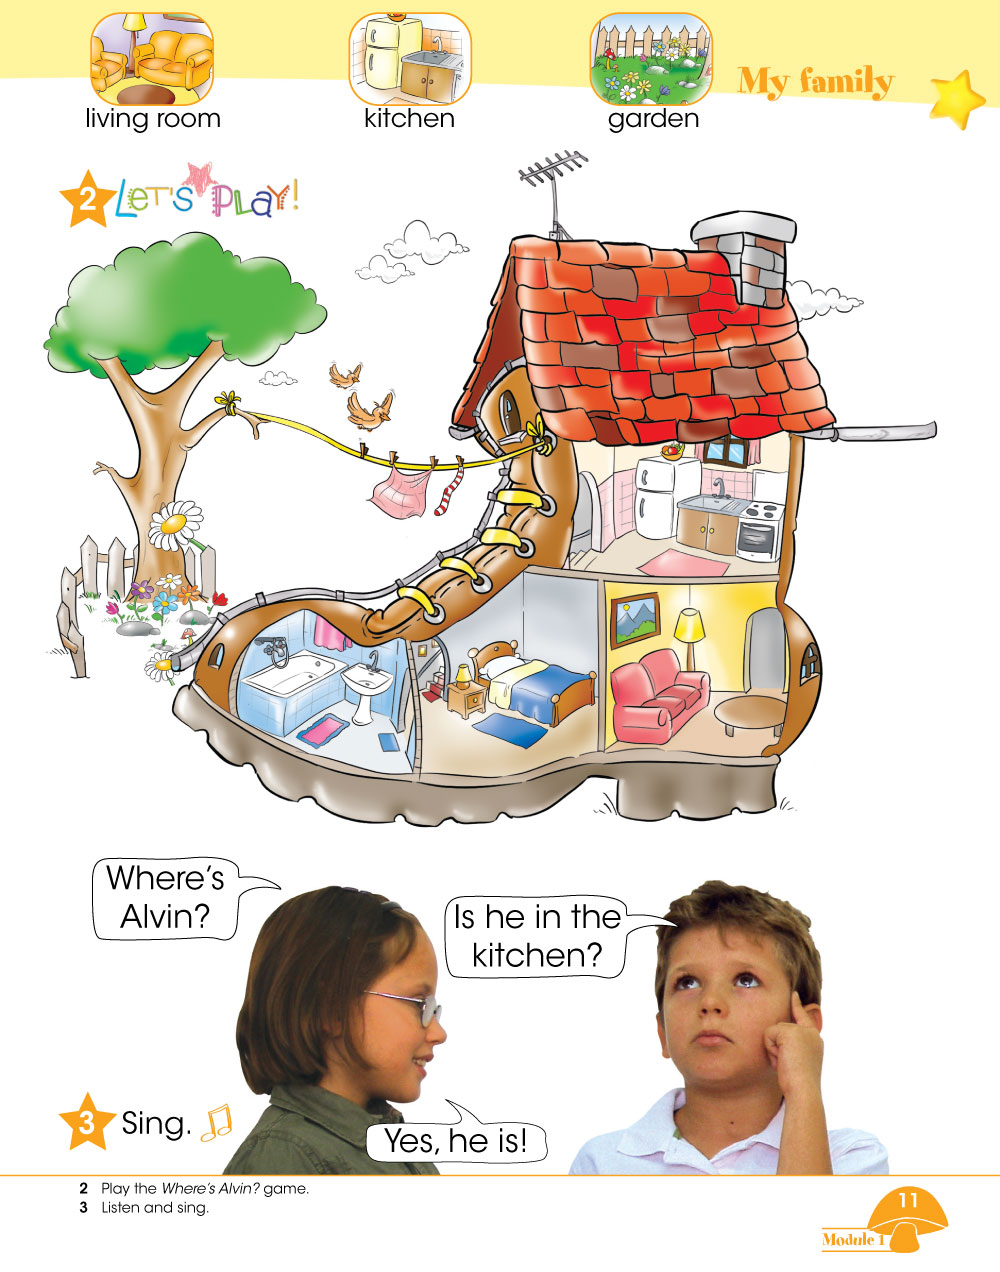 living room
kitchen
garden
My family
2 LET'S PLAY!
Where's
Alvin?
Is he in the
kitchen?
Yes, he is!
3 Sing.
2 Play the Where's Alvin? game.
3 Listen and sing.
11
Module 1